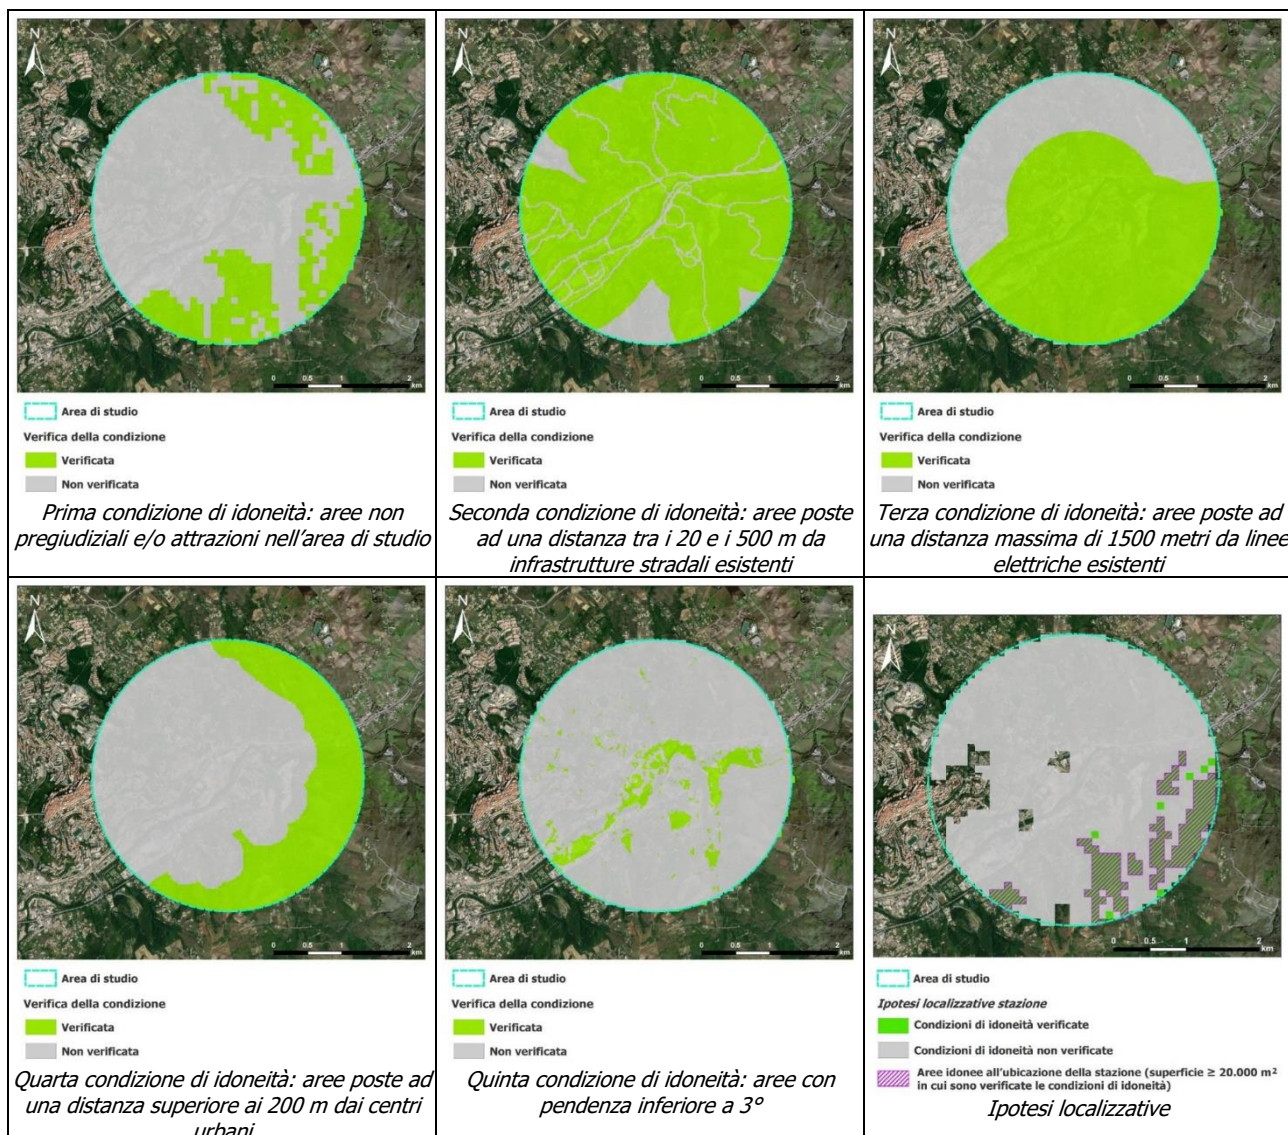 N
0 0.5 1 2
km
Area di studio
Verifica della condizione
Verificata
Non verificata
Prima condizione di idoneità: aree non
pregiudiziali e/o attrazioni nell'area di studio
N
0 0.5 1 2
km
Area di studio
Verifica della condizione
Verificata
Non verificata
Seconda condizione di idoneità: aree poste
ad una distanza tra i 20 e i 500 m da
infrastrutture stradali esistenti
N
0 0.5 1 2
km
Area di studio
Verifica della condizione
Verificata
Non verificata
Terza condizione di idoneità: aree poste ad
una distanza massima di 1500 metri da linee
elettriche esistenti
N
0 0.5 1 2
km
Area di studio
Verifica della condizione
Verificata
Non verificata
Quarta condizione di idoneità: aree poste ad
una distanza superiore ai 200 m dai centri
urbani
N
0 0.5 1 2
km
Area di studio
Verifica della condizione
Verificata
Non verificata
Quinta condizione di idoneità: aree con
pendenza inferiore a 3°
N
0 0.5 1 2
km
Area di studio
Ipotesi localizzative stazione
Condizioni di idoneità verificate
Condizioni di idoneità non verificate
Aree idonee all'ubicazione della stazione (superficie ≥ 20.000 m²
in cui sono verificate le condizioni di idoneità)
Ipotesi localizzative